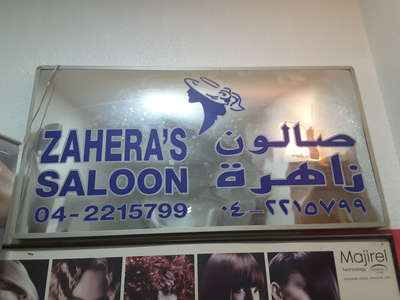 ZAHERA'S
SALOON
04-2215799
صالون
زاهرة
٠٤-٢٢١٥٧٩٩
Majirel